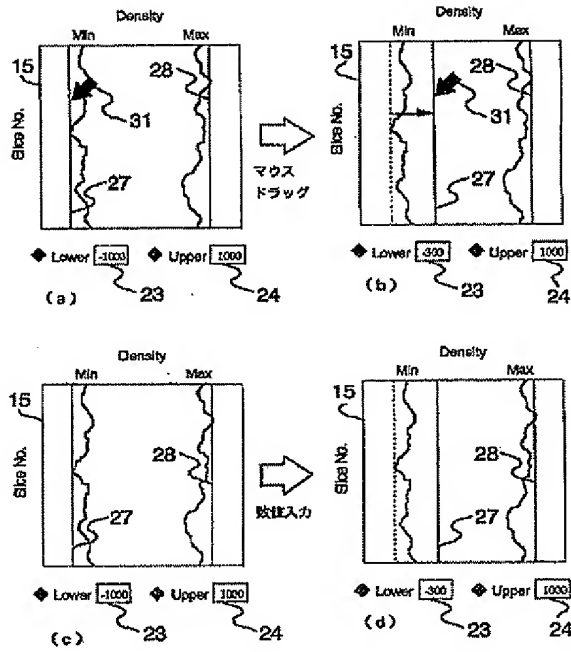 Density
Min Max
15
28
31
Slice No.
27
Lower -1000 Upper 1000
(a) 23 24
マウス
ドラッグ
Density
Min Max
15
28
31
Slice No.
27
Lower -300 Upper 1000
(b) 23 24
Density
Min Max
15
28
Slice No.
27
Lower -1000 Upper 1000
(c) 23 24
数値入力
Density
Min Max
15
28
Slice No.
27
Lower -300 Upper 1000
(d) 23 24